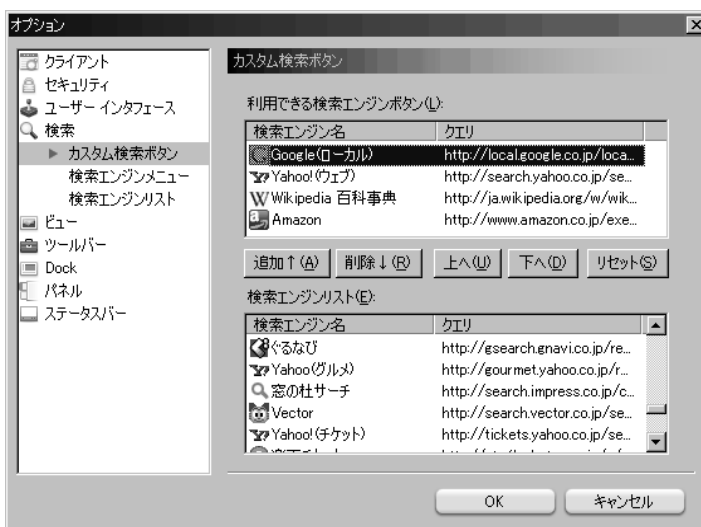 オプション
クライアント
セキュリティ
ユーザー インタフェース
検索
カスタム検索ボタン
検索エンジンメニュー
検索エンジンリスト
ビュー
ツールバー
Dock
パネル
ステータスバー
カスタム検索ボタン
利用できる検索エンジンボタン(L):
検索エンジン名 クエリ
Google(ローカル) http://local.google.co.jp/loca...
Yahoo!(ウェブ) http://search.yahoo.co.jp/se...
Wikipedia 百科事典 http://ja.wikipedia.org/w/wik...
Amazon http://www.amazon.co.jp/exe...
追加↑(A) 削除↓(R) 上へ(U) 下へ(D) リセット(S)
検索エンジンリスト(E):
検索エンジン名 クエリ
ぐるなび http://gsearch.gnavi.co.jp/re...
Yahoo(グルメ) http://gourmet.yahoo.co.jp/r...
窓の杜サーチ http://search.impress.co.jp/c...
Vector http://search.vector.co.jp/se...
Yahoo!(チケット) http://tickets.yahoo.co.jp/se...
OK キャンセル